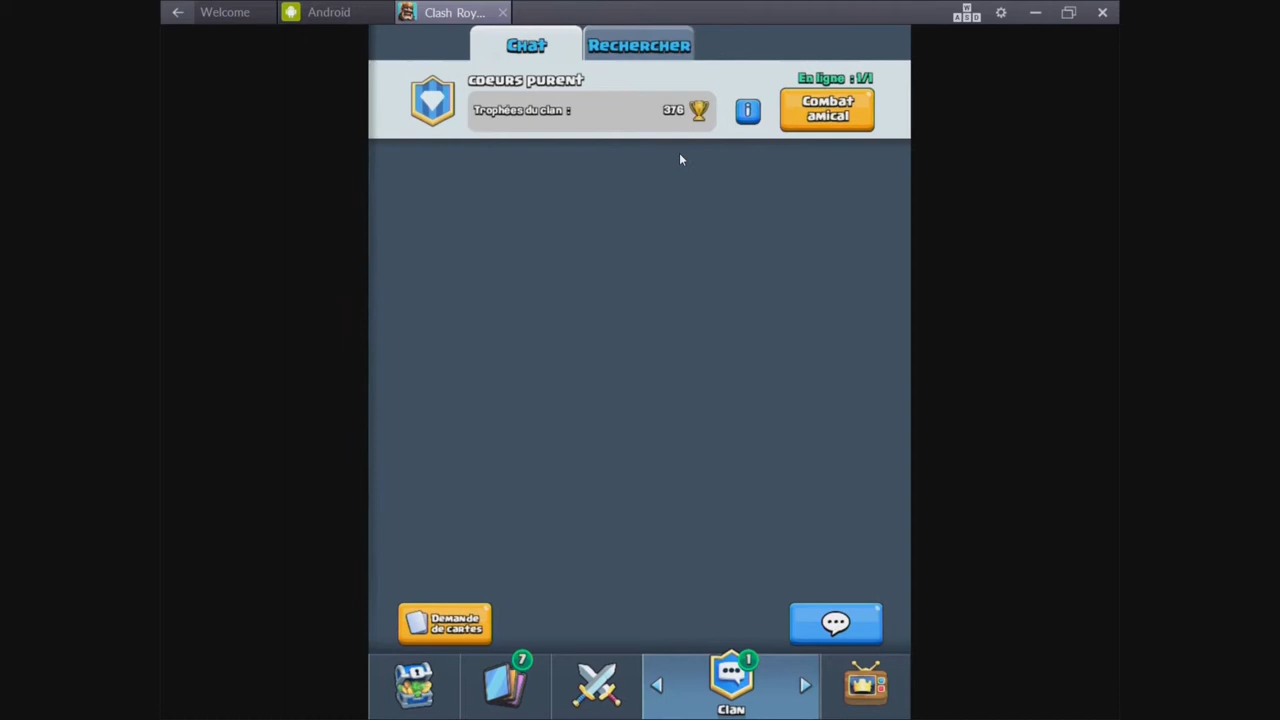 Welcome
Android
Clash Roy...
Chat
Rechercher
coeurs purent
En ligne : 1/1
Trophées du clan :
376
i
Combat
amical
Demande
de cartes
7
1
Clan
W
A S D